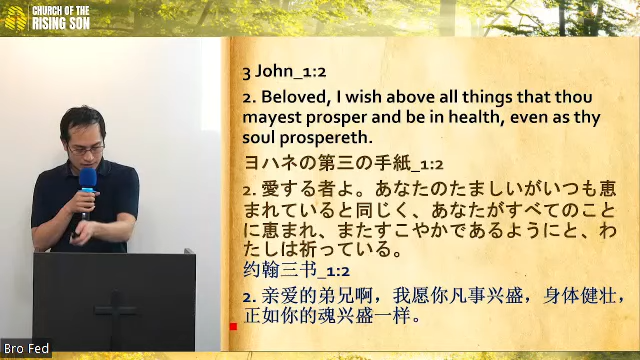 CHURCH OF THE
RISING SON
3 John_1:2
2. Beloved, I wish above all things that thou
mayest prosper and be in health, even as thy
soul prospereth.
ヨハネの第三の手紙_1:2
2. 愛する者よ。あなたのたましいがいつも恵
まれていると同じく、あなたがすべてのこと
に恵まれ、またすこやかであるようにと、わ
たしは祈っている。
约翰三书_1:2
2. 亲爱的弟兄啊，我愿你凡事兴盛，身体健壮，
正如你的魂兴盛一样。
Bro Fed